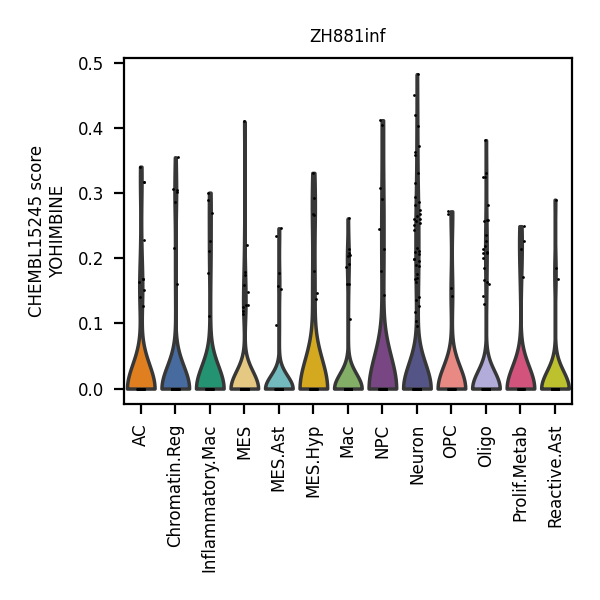 ZH881inf
CHEMBL15245 score
YOHIMBINE
0.5
0.4
0.3
0.2
0.1
0.0
AC
Chromatin.Reg
Inflammatory.Mac
MES
MES.Ast
MES.Hyp
Mac
NPC
Neuron
OPC
Oligo
Prolif.Metab
Reactive.Ast